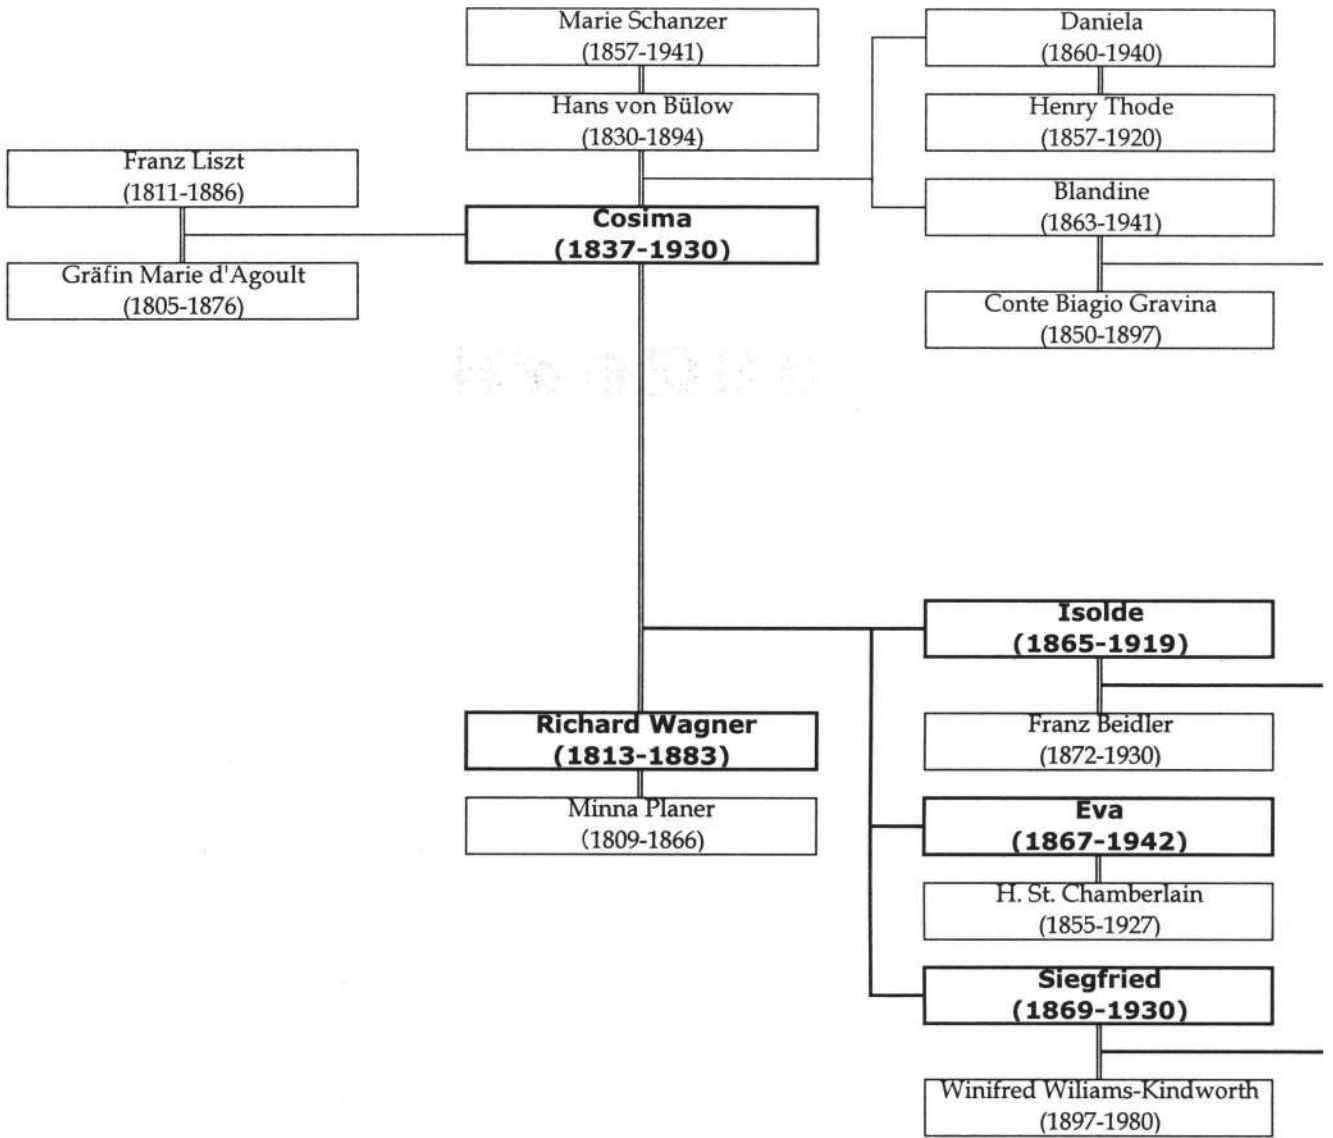 Franz Liszt
(1811-1886)
Gräfin Marie d'Agoult
(1805-1876)
Marie Schanzer
(1857-1941)
Hans von Bülow
(1830-1894)
Cosima
(1837-1930)
Richard Wagner
(1813-1883)
Minna Planer
(1809-1866)
Daniela
(1860-1940)
Henry Thode
(1857-1920)
Blandine
(1863-1941)
Conte Biagio Gravina
(1850-1897)
Isolde
(1865-1919)
Franz Beidler
(1872-1930)
Eva
(1867-1942)
H. St. Chamberlain
(1855-1927)
Siegfried
(1869-1930)
Winifred Wiliams-Kindworth
(1897-1980)